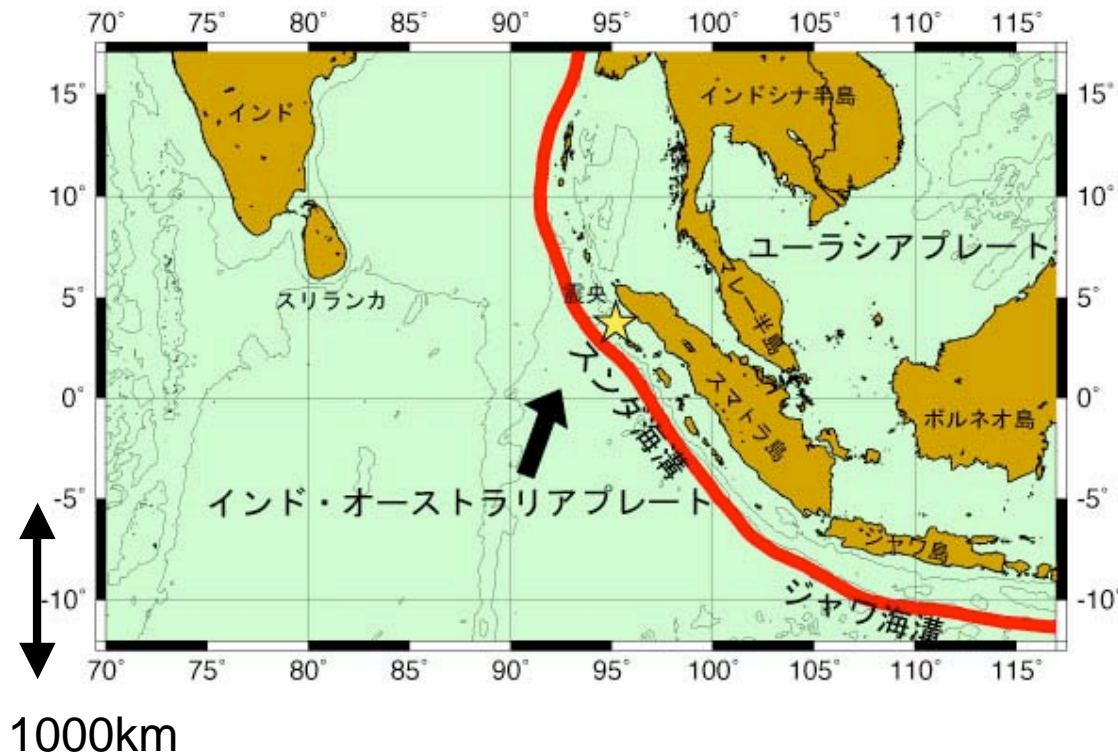 70° 75° 80° 85° 90° 95° 100° 105° 110° 115°
15° 15°
インド
インドシナ半島
10° 10°
ユーラシアプレート
マレー半島
5° 5°
スリランカ
震央
スンダ海溝
スマトラ島
0° 0°
ボルネオ島
-5° -5°
インド・オーストラリアプレート
ジャワ島
-10° -10°
ジャワ海溝
70° 75° 80° 85° 90° 95° 100° 105° 110° 115°
1000km